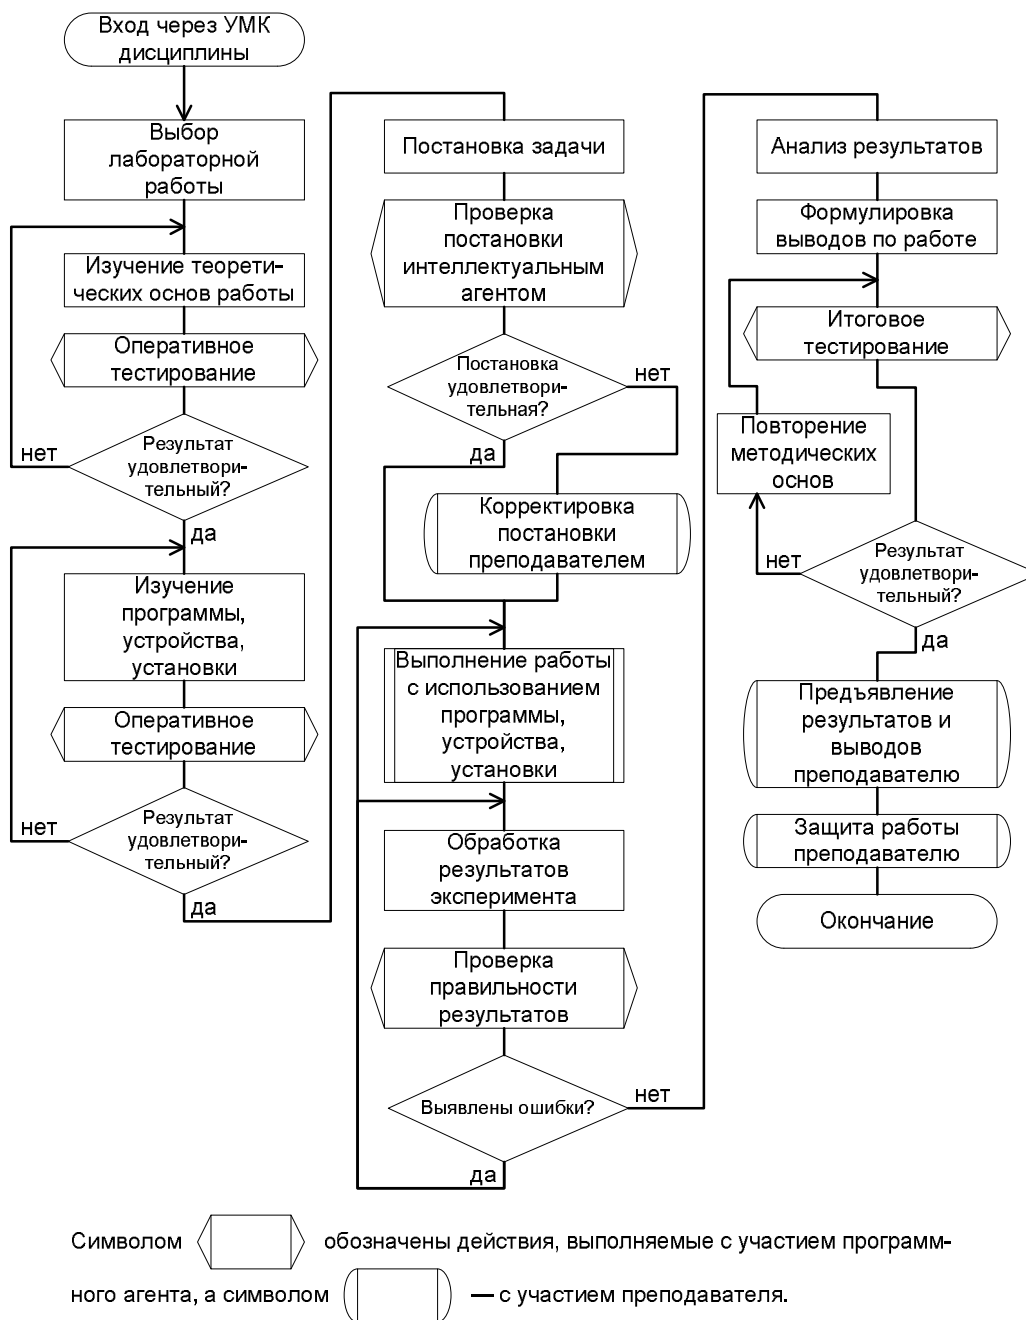 Вход через УМК
дисциплины
Выбор
лабораторной
работы
Изучение теорети-
ческих основ работы
Оперативное
тестирование
Результат
удовлетвори-
тельный?
нет
да
Изучение
программы,
устройства,
установки
Оперативное
тестирование
Результат
удовлетвори-
тельный?
нет
да
Постановка задачи
Проверка
постановки
интеллектуальным
агентом
Постановка
удовлетвори-
тельная?
нет
да
Корректировка
постановки
преподавателем
Выполнение работы
с использованием
программы,
устройства,
установки
Обработка
результатов
эксперимента
Проверка
правильности
результатов
Выявлены ошибки?
нет
да
Анализ результатов
Формулировка
выводов по работе
Итоговое
тестирование
Повторение
методических
основ
Результат
удовлетвори-
тельный?
нет
да
Предъявление
результатов и
выводов
преподавателю
Защита работы
преподавателю
Окончание
Символом обозначены действия, выполняемые с участием программ-
ного агента, а символом — с участием преподавателя.